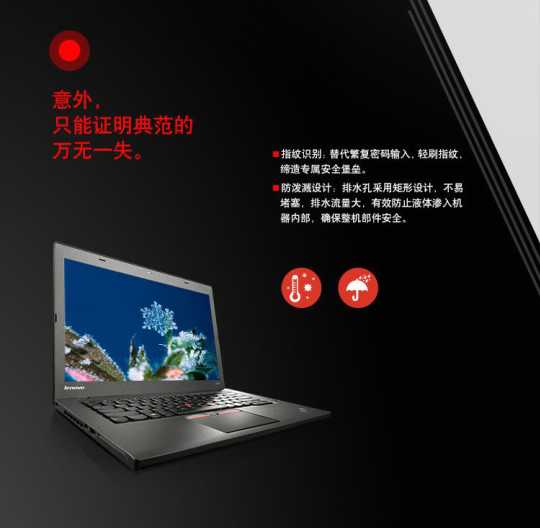 意外，
只能证明典范的
万无一失。
指纹识别：替代繁复密码输入，轻刷指纹，
缔造专属安全堡垒。
防泼溅设计：排水孔采用矩形设计，不易
堵塞，排水流量大，有效防止液体渗入机
器内部，确保整机部件安全。
lenovo